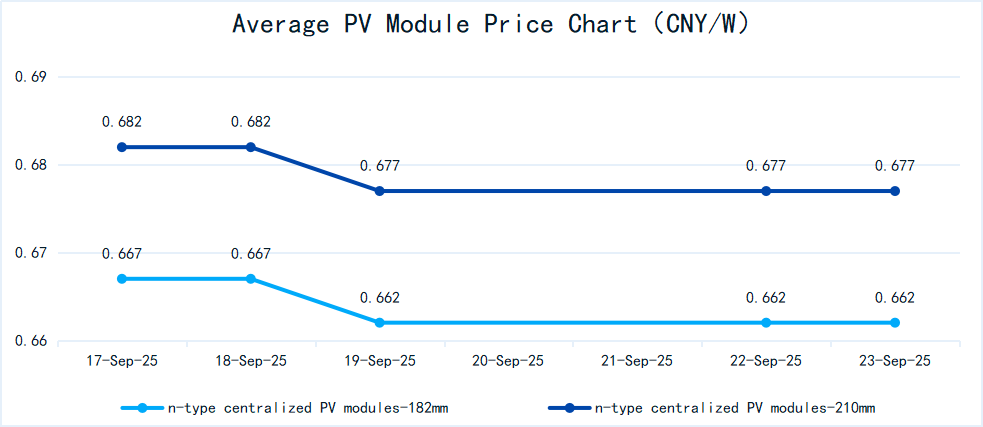 Average PV Module Price Chart（CNY/W）
0.69
0.682 0.682
0.68 0.677 0.677 0.677
0.67 0.667 0.667
0.662 0.662 0.662
0.66
17-Sep-25 18-Sep-25 19-Sep-25 20-Sep-25 21-Sep-25 22-Sep-25 23-Sep-25
n-type centralized PV modules-182mm n-type centralized PV modules-210mm